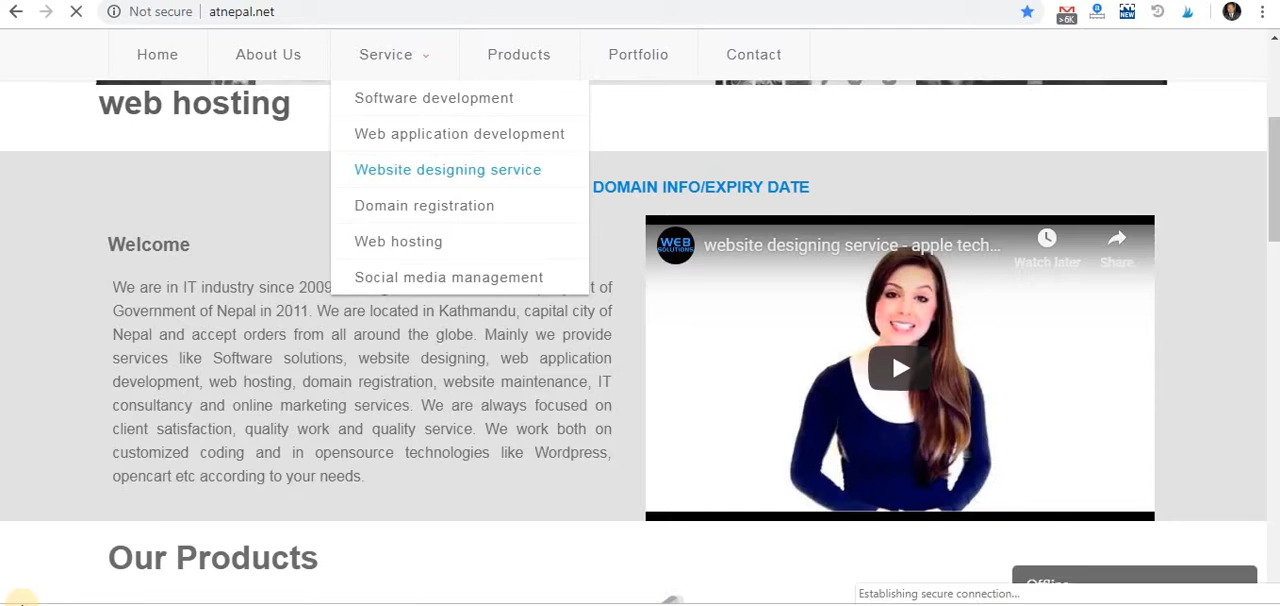 Not secure atnepal.net
>6K
NEW
Home About Us Service Products Portfolio Contact
web hosting
Software development
Web application development
Website designing service
Domain registration
Web hosting
Social media management
DOMAIN INFO/EXPIRY DATE
Welcome
We are in IT industry since 2009 of
Government of Nepal in 2011. We are located in Kathmandu, capital city of
Nepal and accept orders from all around the globe. Mainly we provide
services like Software solutions, website designing, web application
development, web hosting, domain registration, website maintenance, IT
consultancy and online marketing services. We are always focused on
client satisfaction, quality work and quality service. We work both on
customized coding and in opensource technologies like Wordpress,
opencart etc according to your needs.
WEB
SOLUTIONS
website designing service - apple tech...
Watch later Share
Our Products
Offline
Establishing secure connection...